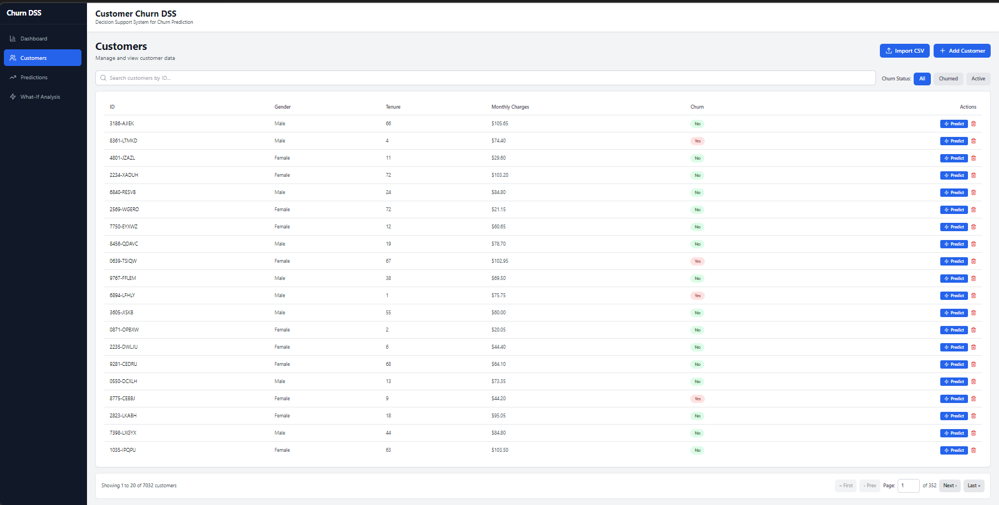 Churn DSS
Dashboard
Customers
Predictions
What-If Analysis
Customer Churn DSS
Decision Support System for Churn Prediction
Customers
Manage and view customer data
Import CSV
Add Customer
Search customers by ID...
Churn Status: All Churned Active
ID Gender Tenure Monthly Charges Churn Actions
3186-AJIEK Male 66 $105.65 No Predict
8361-LTMKD Male 4 $74.40 Yes Predict
4801-JZAZL Female 11 $29.60 No Predict
2234-XADUH Female 72 $103.20 No Predict
6840-RESVB Male 24 $84.80 No Predict
2569-WGERO Female 72 $21.15 No Predict
7750-EYXWZ Female 12 $60.65 No Predict
8456-QDAVC Male 19 $78.70 No Predict
0639-TSIQW Female 67 $102.95 Yes Predict
9767-FFLEM Male 38 $69.50 No Predict
6894-LFHLY Male 1 $75.75 Yes Predict
3605-JISKB Male 55 $60.00 No Predict
0871-OPBXW Female 2 $20.05 No Predict
2235-DWLJU Female 6 $44.40 No Predict
9281-CEDRU Female 68 $64.10 No Predict
0550-DCXLH Male 13 $73.35 No Predict
8775-CEBBJ Female 9 $44.20 Yes Predict
2823-LKABH Female 18 $95.05 No Predict
7398-LXGYX Male 44 $84.80 No Predict
1035-IPQPU Female 63 $103.50 No Predict
Showing 1 to 20 of 7032 customers
« First ‹ Prev Page: 1 of 352 Next › Last »